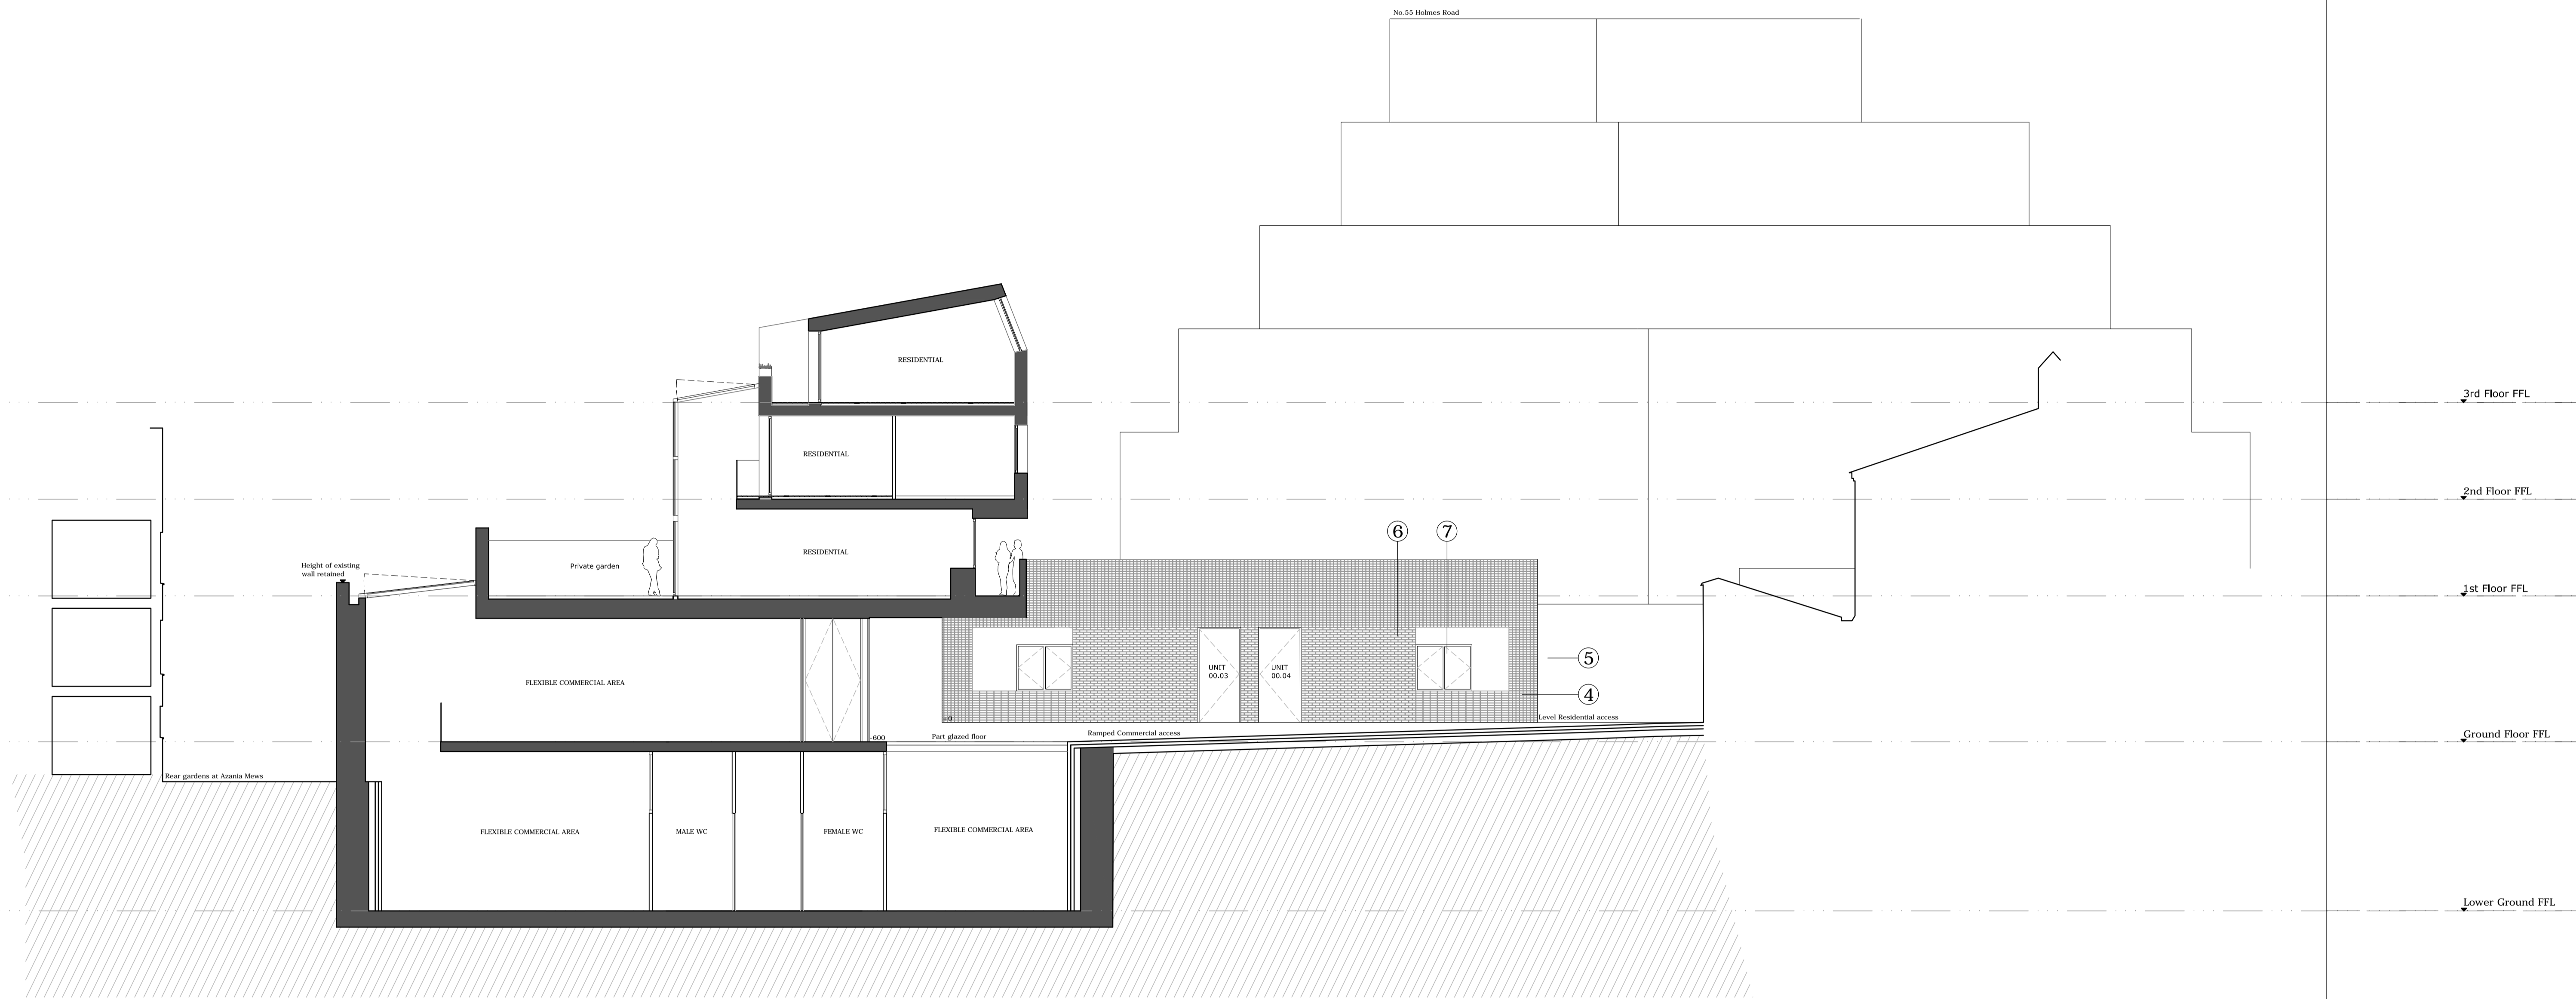 No.55 Holmes Road
RESIDENTIAL
3rd Floor FFL
RESIDENTIAL
2nd Floor FFL
6
7
RESIDENTIAL
Private garden
Height of existing
wall retained
1st Floor FFL
5
UNIT
00.03
UNIT
00.04
FLEXIBLE COMMERCIAL AREA
4
Level Residential access
Ramped Commercial access
Part glazed floor
-600
Ground Floor FFL
Rear gardens at Azania Mews
FLEXIBLE COMMERCIAL AREA
MALE WC
FEMALE WC
FLEXIBLE COMMERCIAL AREA
Lower Ground FFL